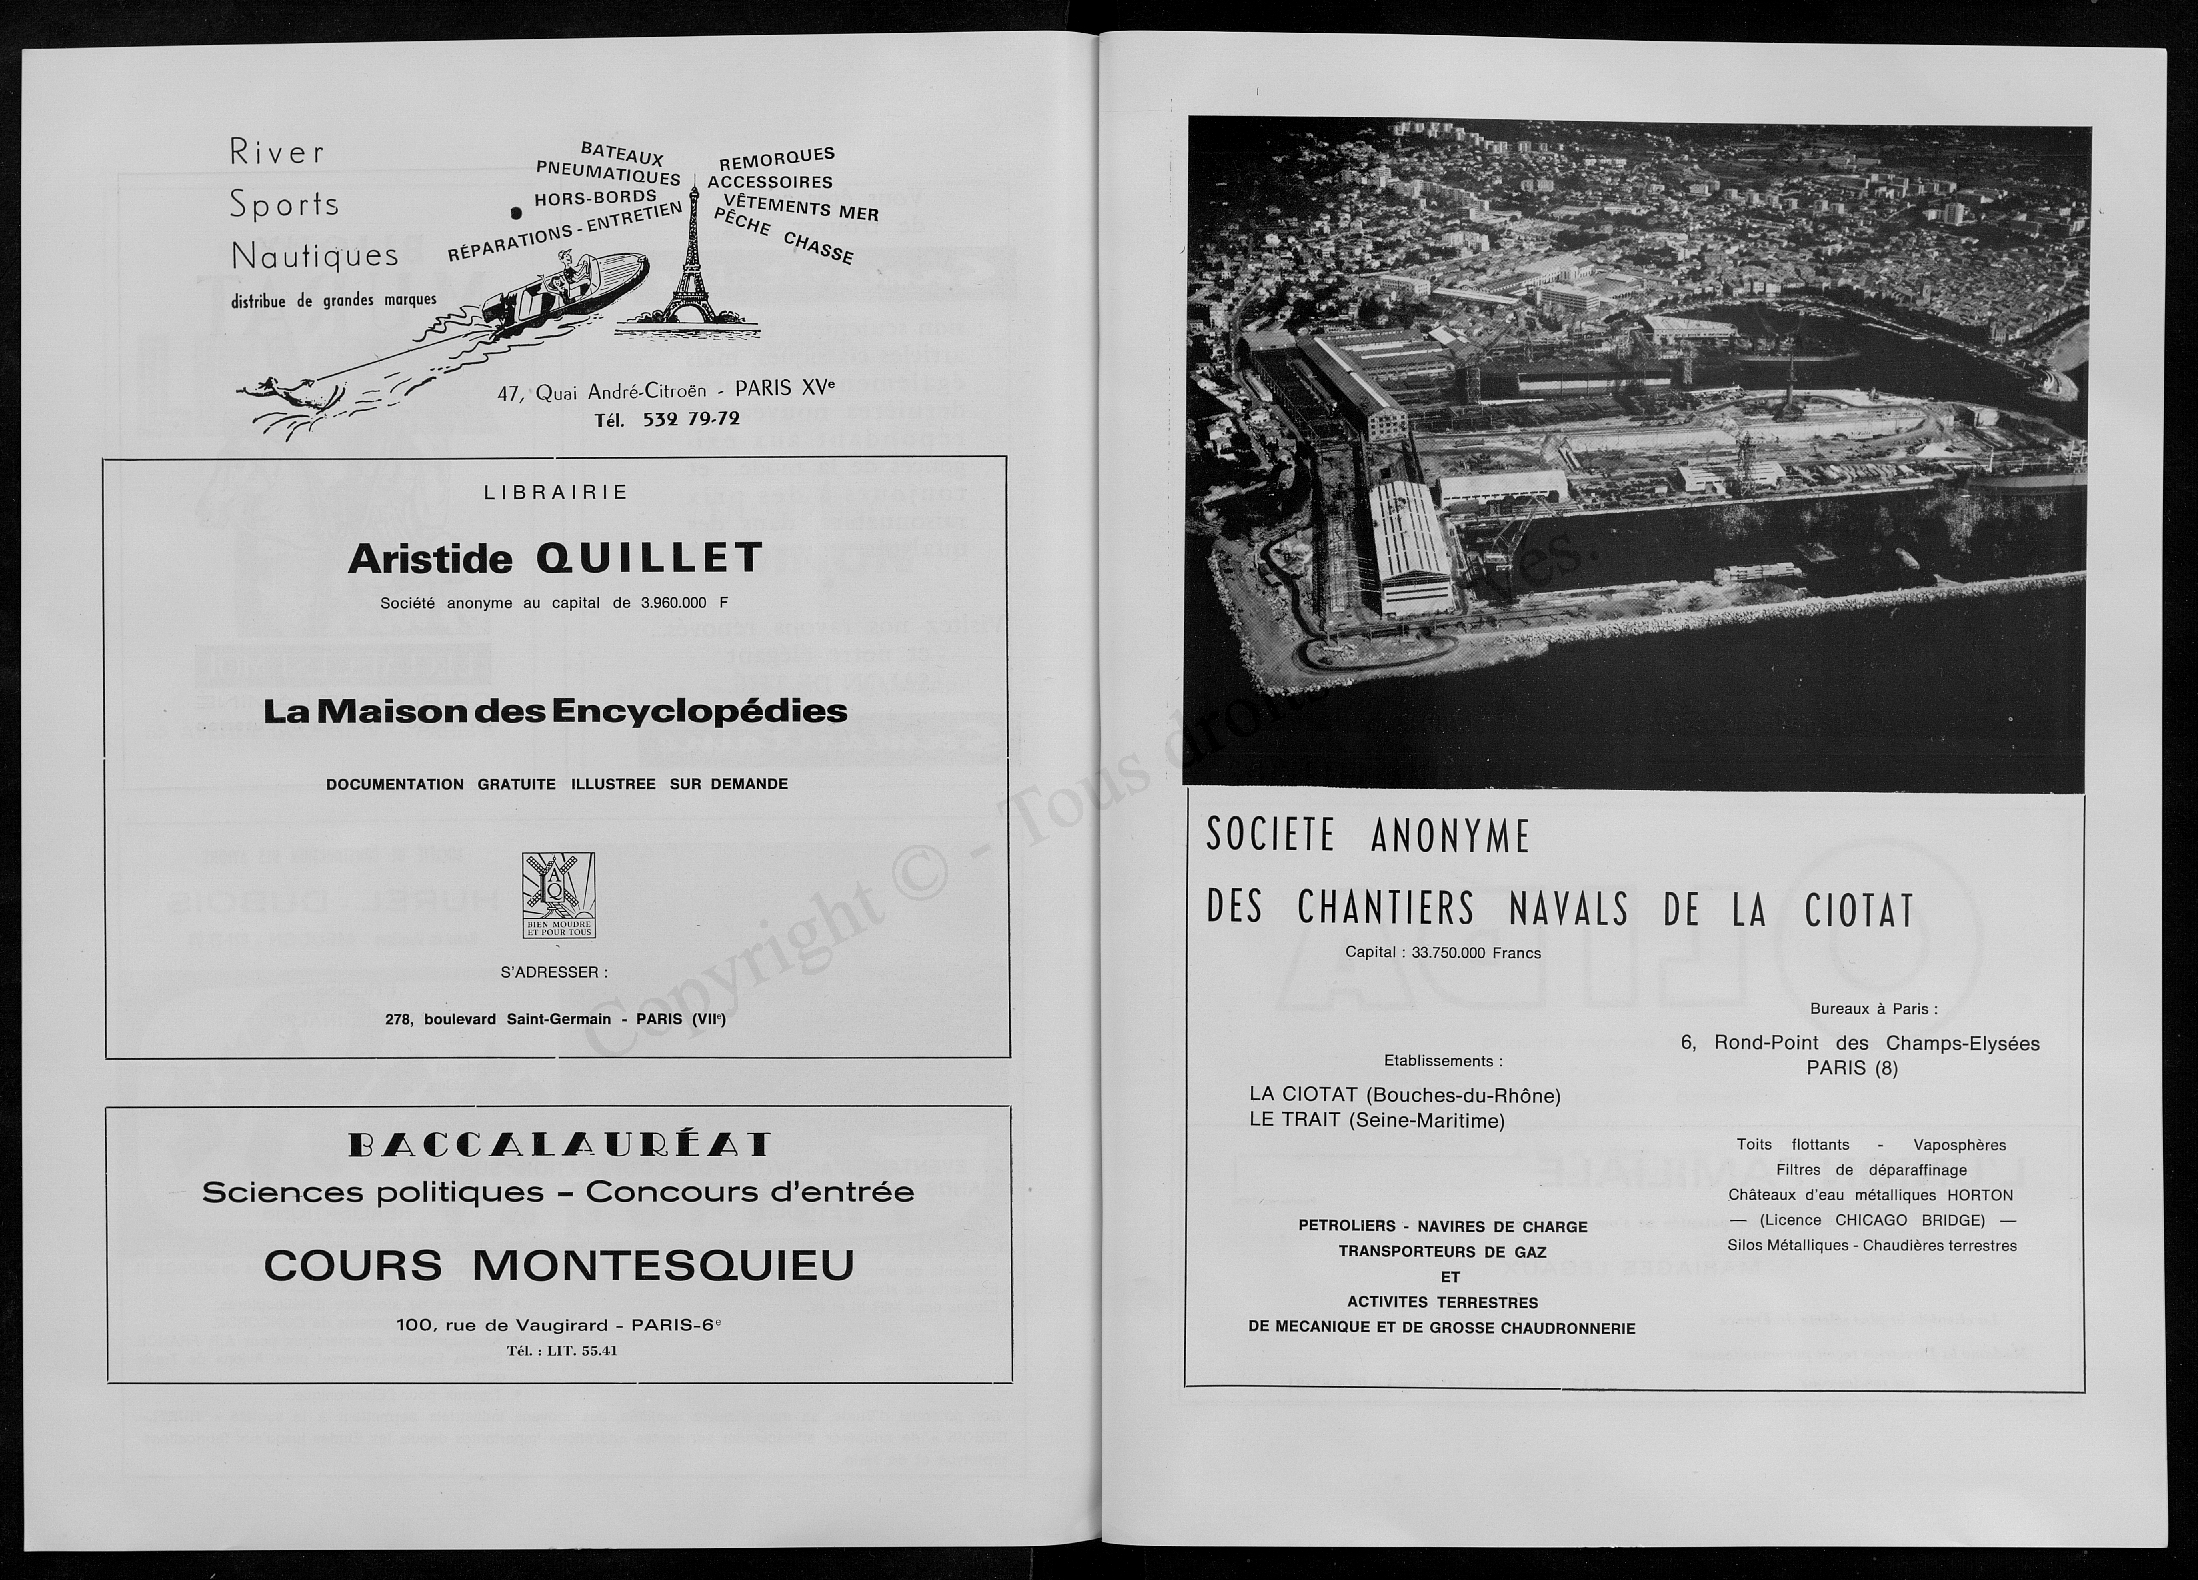 River
Sports
Nautiques
distribue de grandes marques
BATEAUX
PNEUMATIQUES
HORS-BORDS
RÉPARATIONS - ENTRETIEN
REMORQUES
ACCESSOIRES
VÊTEMENTS MER
PÊCHE CHASSE
47, Quai André-Citroën - PARIS XVe
Tél. 532 79-72
LIBRAIRIE
Aristide QUILLET
Société anonyme au capital de 3.960.000 F
La Maison des Encyclopédies
DOCUMENTATION GRATUITE ILLUSTREE SUR DEMANDE
AQ
BIEN MOUDRE
ET POUR TOUS
S'ADRESSER :
278, boulevard Saint-Germain - PARIS (VIIe)
BACCALAURÉAT
Sciences politiques – Concours d'entrée
COURS MONTESQUIEU
100, rue de Vaugirard - PARIS-6e
Tél. : LIT. 55.41
SOCIETE ANONYME
DES CHANTIERS NAVALS DE LA CIOTAT
Capital : 33.750.000 Francs
Bureaux à Paris :
6, Rond-Point des Champs-Elysées
PARIS (8)
Etablissements :
LA CIOTAT (Bouches-du-Rhône)
LE TRAIT (Seine-Maritime)
Toits flottants - Vaposphères
Filtres de déparaffinage
Châteaux d'eau métalliques HORTON
— (Licence CHICAGO BRIDGE) —
Silos Métalliques - Chaudières terrestres
PETROLIERS - NAVIRES DE CHARGE
TRANSPORTEURS DE GAZ
ET
ACTIVITES TERRESTRES
DE MECANIQUE ET DE GROSSE CHAUDRONNERIE
Copyright © - Tous droits